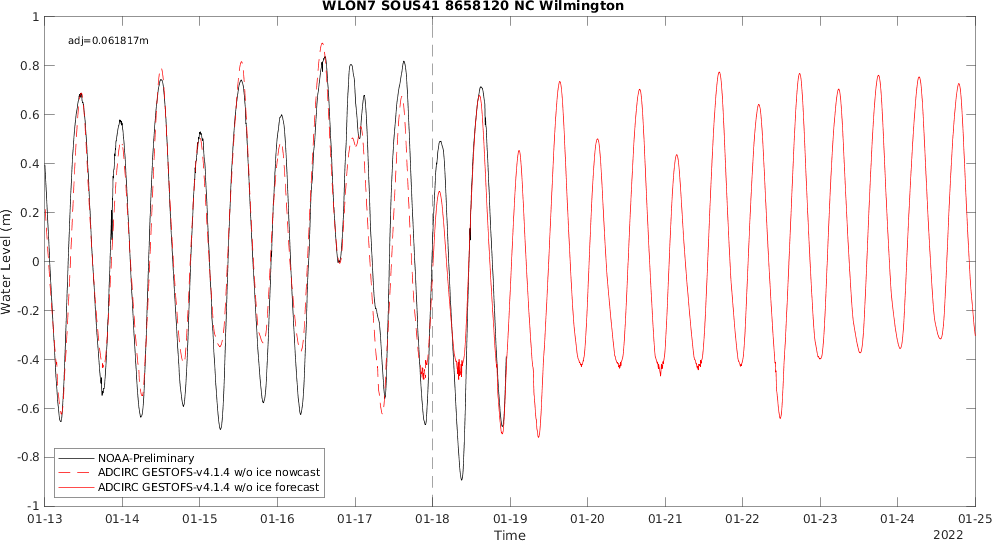 WLON7 SOUS41 8658120 NC Wilmington
adj=0.061817m
Water Level (m)
1
0.8
0.6
0.4
0.2
0
-0.2
-0.4
-0.6
-0.8
-1
NOAA-Preliminary
ADCIRC GESTOFS-v4.1.4 w/o ice nowcast
ADCIRC GESTOFS-v4.1.4 w/o ice forecast
01-13 01-14 01-15 01-16 01-17 01-18 01-19 01-20 01-21 01-22 01-23 01-24 01-25
Time
2022